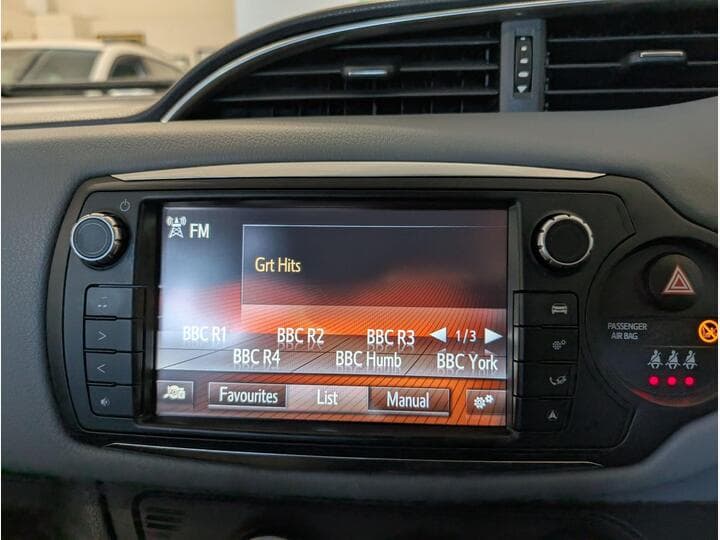 FM
Grt Hits
BBC R1 BBC R2 BBC R3 1/3
BBC R4 BBC Humb BBC York
Favourites List Manual
PASSENGER
AIR BAG